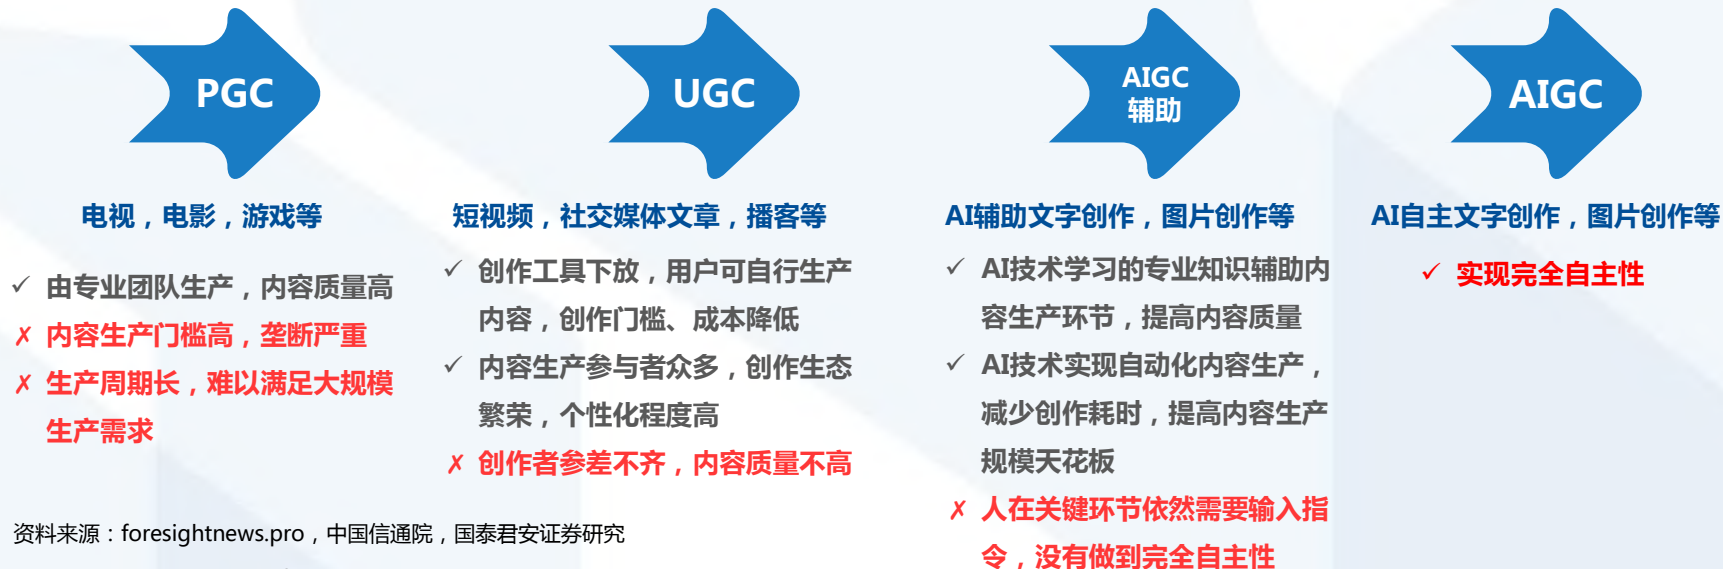 PGC
电视，电影，游戏等
✓ 由专业团队生产，内容质量高
✗ 内容生产门槛高，垄断严重
✗ 生产周期长，难以满足大规模
生产需求
UGC
短视频，社交媒体文章，播客等
✓ 创作工具下放，用户可自行生产
内容，创作门槛、成本降低
✓ 内容生产参与者众多，创作生态
繁荣，个性化程度高
✗ 创作者参差不齐，内容质量不高
AIGC
辅助
AI辅助文字创作，图片创作等
✓ AI技术学习的专业知识辅助内
容生产环节，提高内容质量
✓ AI技术实现自动化内容生产，
减少创作耗时，提高内容生产
规模天花板
✗ 人在关键环节依然需要输入指
令，没有做到完全自主性
AIGC
AI自主文字创作，图片创作等
✓ 实现完全自主性
资料来源：foresightnews.pro，中国信通院，国泰君安证券研究